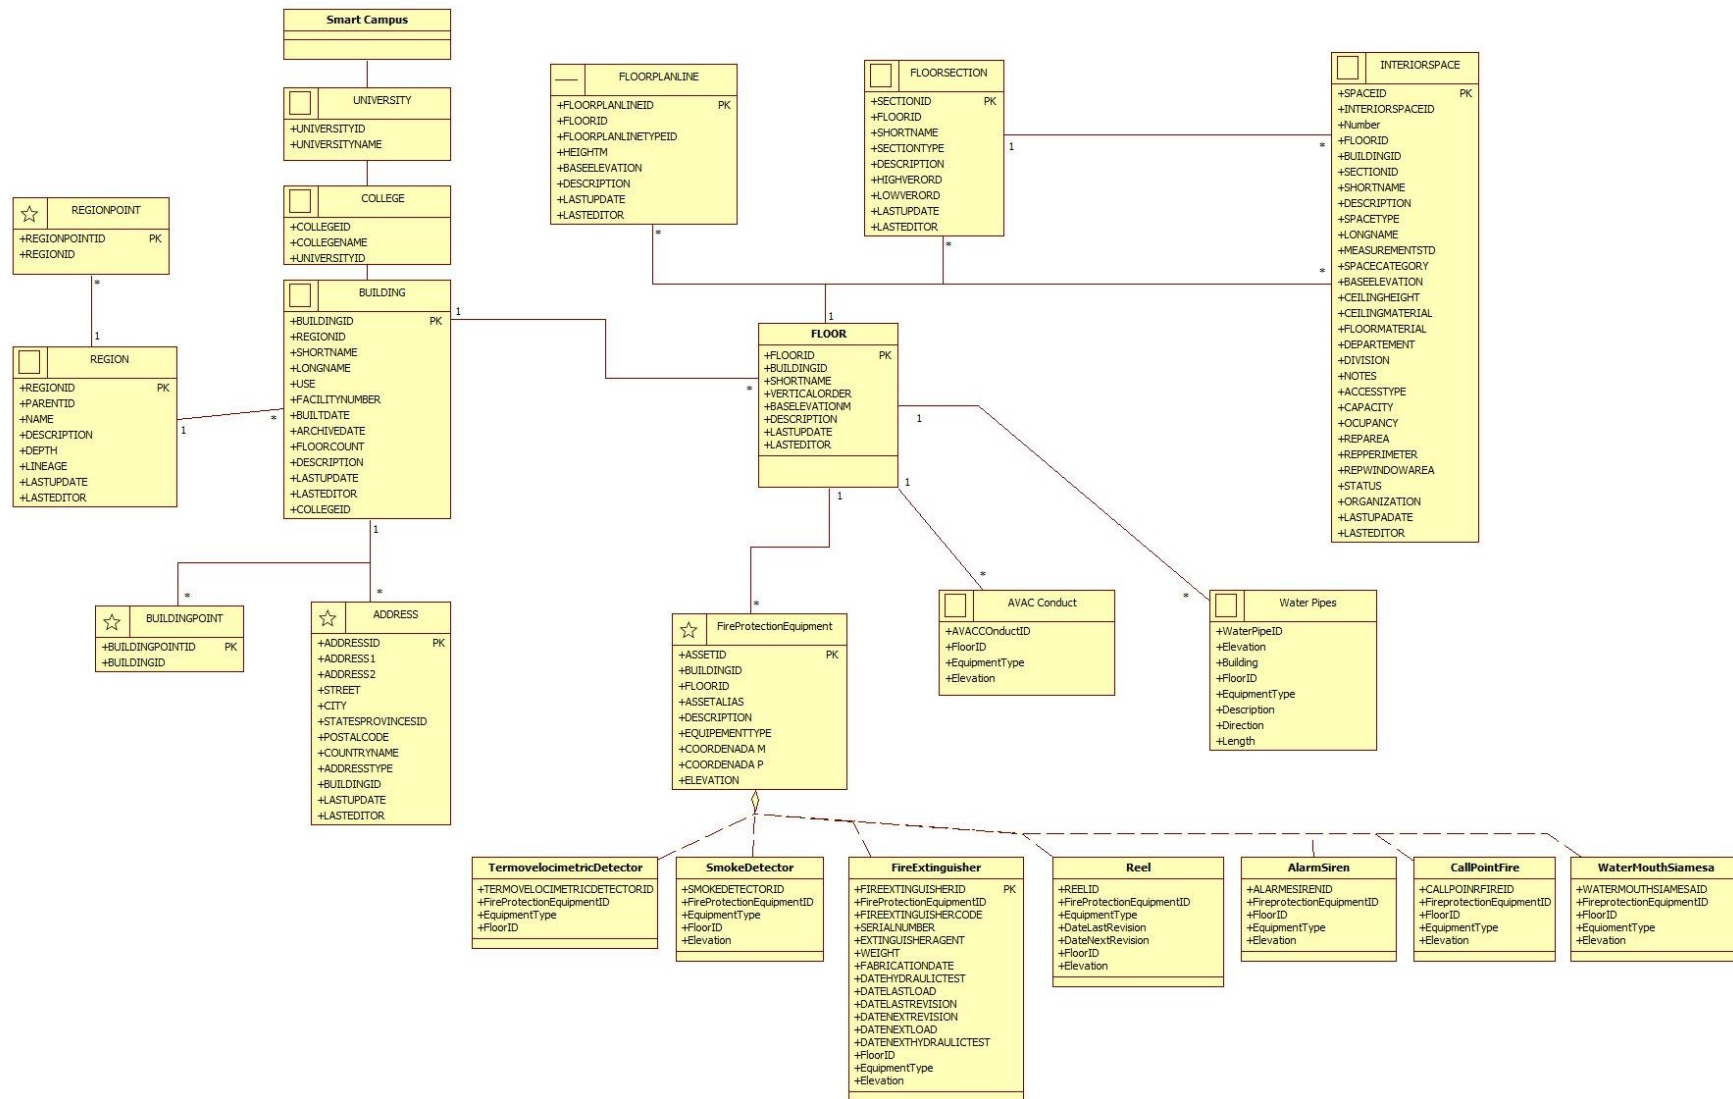 Smart Campus
UNIVERSITY
+UNIVERSITYID
+UNIVERSITYNAME
COLLEGE
+COLLEGEID
+COLLEGENAME
+UNIVERSITYID
REGIONPOINT
+REGIONPOINTID PK
+REGIONID
*
1
REGION
+REGIONID PK
+PARENTID
+NAME
+DESCRIPTION
+DEPTH
+LINEAGE
+LASTUPDATE
+LASTEDITOR
1
*
BUILDING
+BUILDINGID PK
+REGIONID
+SHORTNAME
+LONGNAME
+USE
+FACILITYNUMBER
+BUILTDATE
+ARCHIVEDATE
+FLOORCOUNT
+DESCRIPTION
+LASTUPDATE
+LASTEDITOR
+COLLEGEID
1
*
1
*
*
BUILDINGPOINT
+BUILDINGPOINTID PK
+BUILDINGID
ADDRESS
+ADDRESSID PK
+ADDRESS1
+ADDRESS2
+STREET
+CITY
+STATESPROVINCESID
+POSTALCODE
+COUNTRYNAME
+ADDRESSTYPE
+BUILDINGID
+LASTUPDATE
+LASTEDITOR
FLOORPLANLINE
+FLOORPLANLINEID PK
+FLOORID
+FLOORPLANLINETYPEID
+HEIGHTM
+BASEELEVATION
+DESCRIPTION
+LASTUPDATE
+LASTEDITOR
*
FLOORSECTION
+SECTIONID PK
+FLOORID
+SHORTNAME
+SECTIONTYPE
+DESCRIPTION
+HIGHVERORD
+LOWVERORD
+LASTUPDATE
+LASTEDITOR
*
1
*
*
INTERIORSPACE
+SPACEID PK
+INTERIORSPACEID
+Number
+FLOORID
+BUILDINGID
+SECTIONID
+SHORTNAME
+DESCRIPTION
+SPACETYPE
+LONGNAME
+MEASUREMENTSTD
+SPACECATEGORY
+BASEELEVATION
+CEILINGHEIGHT
+CEILINGMATERIAL
+FLOORMATERIAL
+DEPARTEMENT
+DIVISION
+NOTES
+ACCESSTYPE
+CAPACITY
+OCUPANCY
+REPAREA
+REPPERIMETER
+REPWINDOWAREA
+STATUS
+ORGANIZATION
+LASTUPADATE
+LASTEDITOR
1
FLOOR
+FLOORID PK
+BUILDINGID
+SHORTNAME
+VERTICALORDER
+BASELEVATIONM
+DESCRIPTION
+LASTUPDATE
+LASTEDITOR
1
1
1
*
*
*
FireProtectionEquipment
+ASSETID PK
+BUILDINGID
+FLOORID
+ASSETALIAS
+DESCRIPTION
+EQUIPEMENTTYPE
+COORDENADA M
+COORDENADA P
+ELEVATION
AVAC Conduct
+AVACCOnductID
+FloorID
+EquipmentType
+Elevation
Water Pipes
+WaterPipeID
+Elevation
+Building
+FloorID
+EquipmentType
+Description
+Direction
+Length
TermovelocimetricDetector
+TERMOVELOCIMETRICDETECTORID
+FireProtectionEquipmentID
+EquipmentType
+FloorID
SmokeDetector
+SMOKEDETECTORID
+FireProtectionEquipmentID
+EquipmentType
+FloorID
+Elevation
FireExtinguisher
+FIREEXTINGUISHERID PK
+FireProtectionEquipmentID
+FIREEXTINGUISHERCODE
+SERIALNUMBER
+EXTINGUISHERAGENT
+WEIGHT
+FABRICATIONDATE
+DATEHYDRAULICTEST
+DATELASTLOAD
+DATELASTREVISION
+DATENEXTREVISION
+DATENEXTLOAD
+DATENEXTHYDRAULICTEST
+FloorID
+EquipmentType
+Elevation
Reel
+REELID
+FireProtectionEquipmentID
+EquipmentType
+DateLastRevision
+DateNextRevision
+FloorID
+Elevation
AlarmSiren
+ALARMESIRENID
+FireprotectionEquipmentID
+FloorID
+EquipmentType
+Elevation
CallPointFire
+CALLPOINRFIREID
+FireprotectionEquipmentID
+FloorID
+EquipmentType
+Elevation
WaterMouthSiamesa
+WATERMOUTHSIAMESAID
+FireprotectionEquipmentID
+FloorID
+EquiomentType
+Elevation